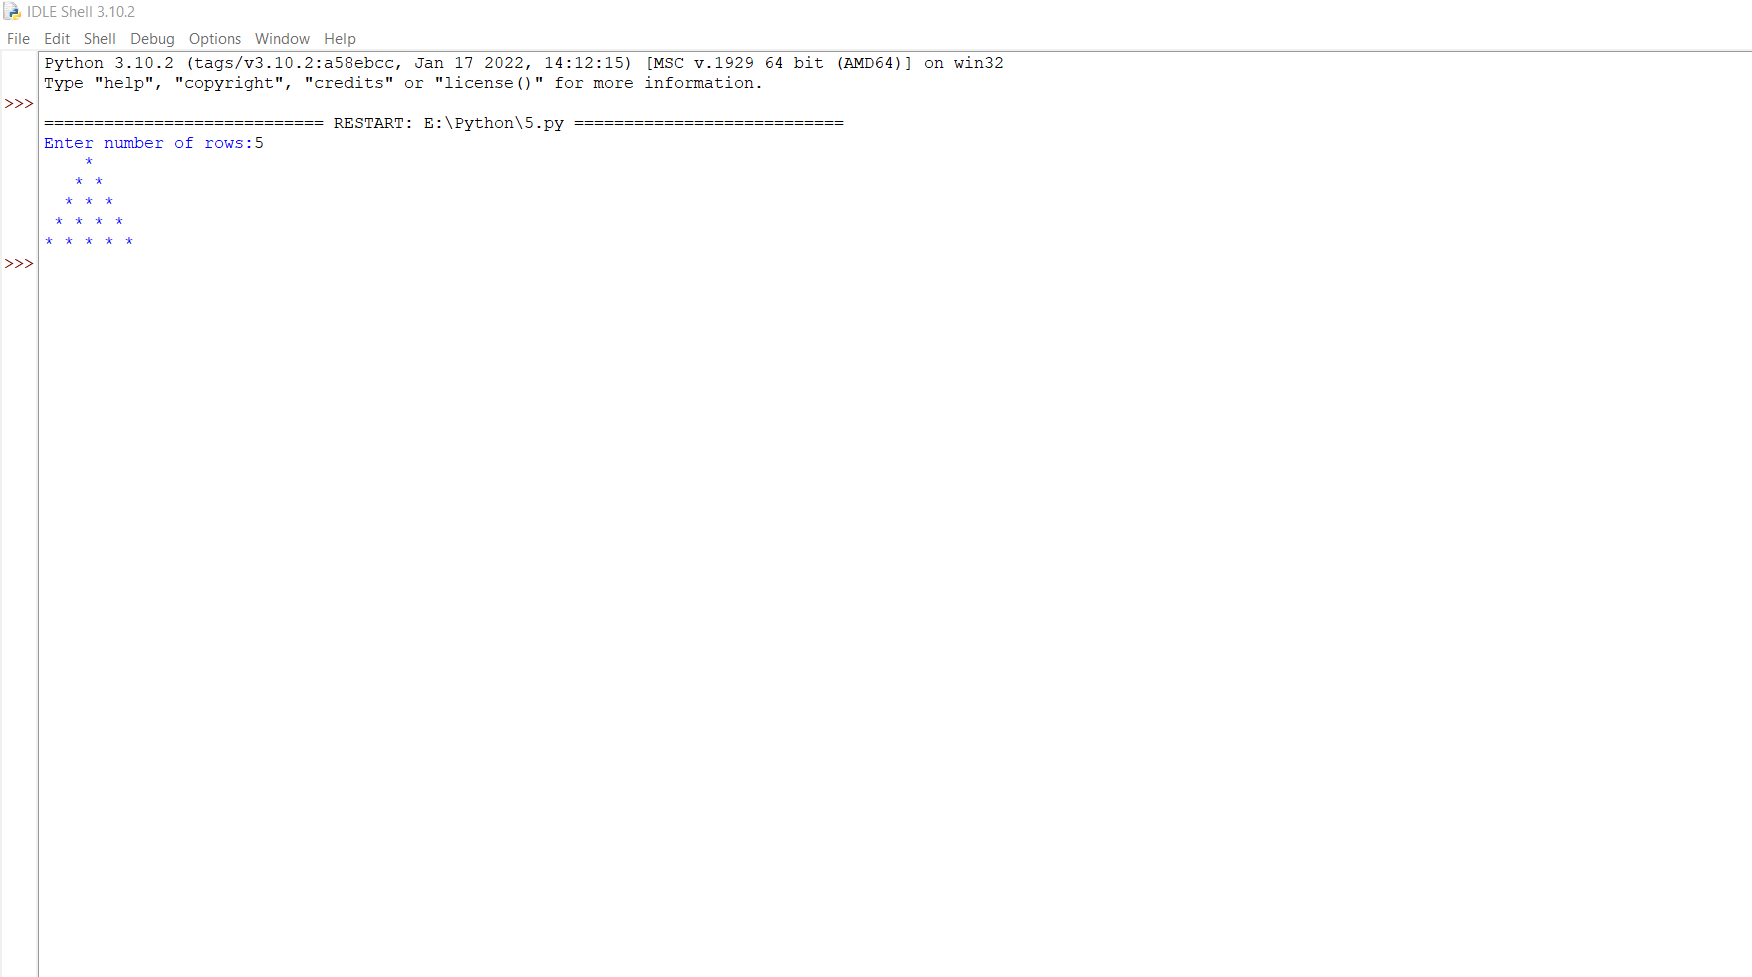 IDLE Shell 3.10.2
File Edit Shell Debug Options Window Help
Python 3.10.2 (tags/v3.10.2:a58ebcc, Jan 17 2022, 14:12:15) [MSC v.1929 64 bit (AMD64)] on win32
Type "help", "copyright", "credits" or "license()" for more information.
>>>
============================ RESTART: E:\Python\5.py ===========================
Enter number of rows:5
    *
   * *
  * * *
 * * * *
* * * * *
>>>